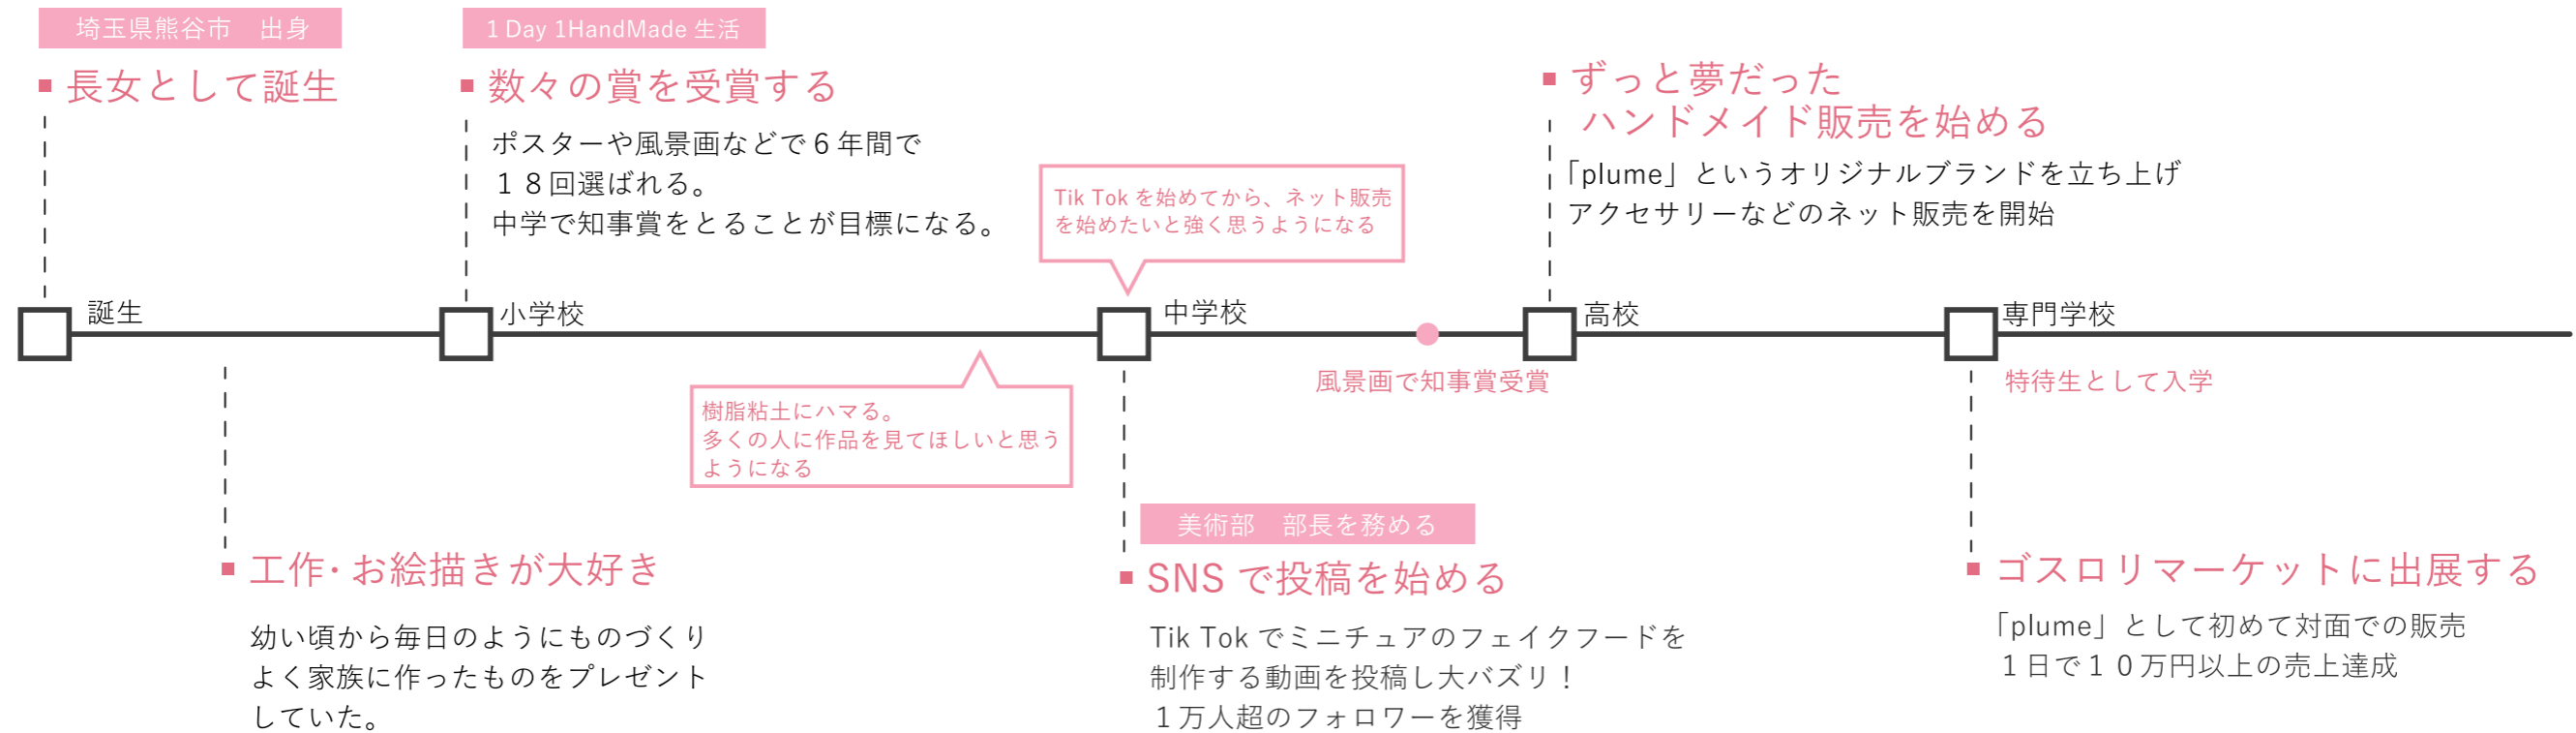 埼玉県熊谷市　出身
長女として誕生
誕生
工作・お絵描きが大好き
幼い頃から毎日のようにものづくり
よく家族に作ったものをプレゼント
していた。
1 Day 1HandMade 生活
数々の賞を受賞する
ポスターや風景画などで６年間で
１８回選ばれる。
中学で知事賞をとることが目標になる。
小学校
樹脂粘土にハマる。
多くの人に作品を見てほしいと思う
ようになる
Tik Tok を始めてから、ネット販売
を始めたいと強く思うようになる
中学校
美術部　部長を務める
SNS で投稿を始める
Tik Tok でミニチュアのフェイクフードを
制作する動画を投稿し大バズリ！
１万人超のフォロワーを獲得
風景画で知事賞受賞
ずっと夢だった
ハンドメイド販売を始める
「plume」というオリジナルブランドを立ち上げ
アクセサリーなどのネット販売を開始
高校
専門学校
特待生として入学
ゴスロリマーケットに出展する
「plume」として初めて対面での販売
１日で１０万円以上の売上達成